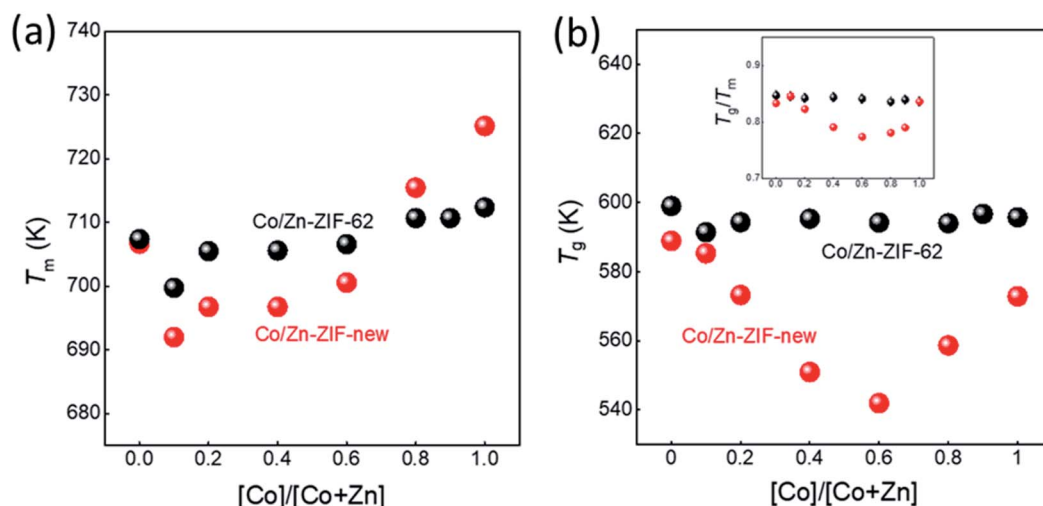 (a)
740
730
720
710
700
690
680
Tm (K)
Co/Zn-ZIF-62
Co/Zn-ZIF-new
0.0 0.2 0.4 0.6 0.8 1.0
[Co]/[Co+Zn]
(b)
640
620
600
580
560
540
Tg (K)
0.9
0.8
0.7
Tg/Tm
0.0 0.2 0.4 0.6 0.8 1.0
Co/Zn-ZIF-62
Co/Zn-ZIF-new
0 0.2 0.4 0.6 0.8 1
[Co]/[Co+Zn]